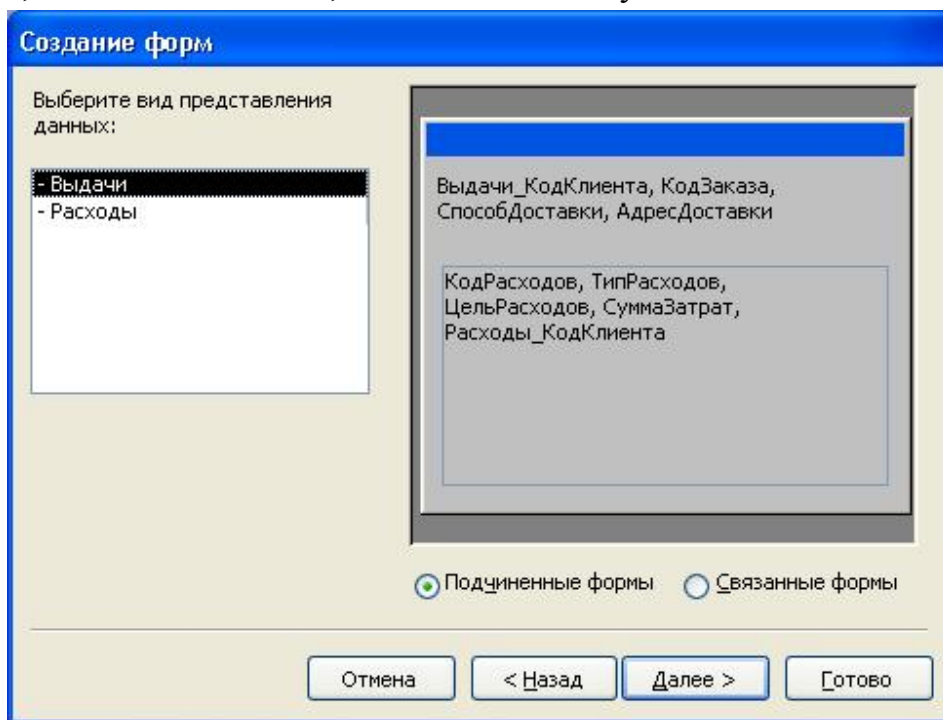 Создание форм
Выберите вид представления
данных:
- Выдачи
- Расходы
Выдачи_КодКлиента, КодЗаказа,
СпособДоставки, АдресДоставки
КодРасходов, ТипРасходов,
ЦельРасходов, СуммаЗатрат,
Расходы_КодКлиента
Подчиненные формы
Связанные формы
Отмена
< Назад
Далее >
Готово